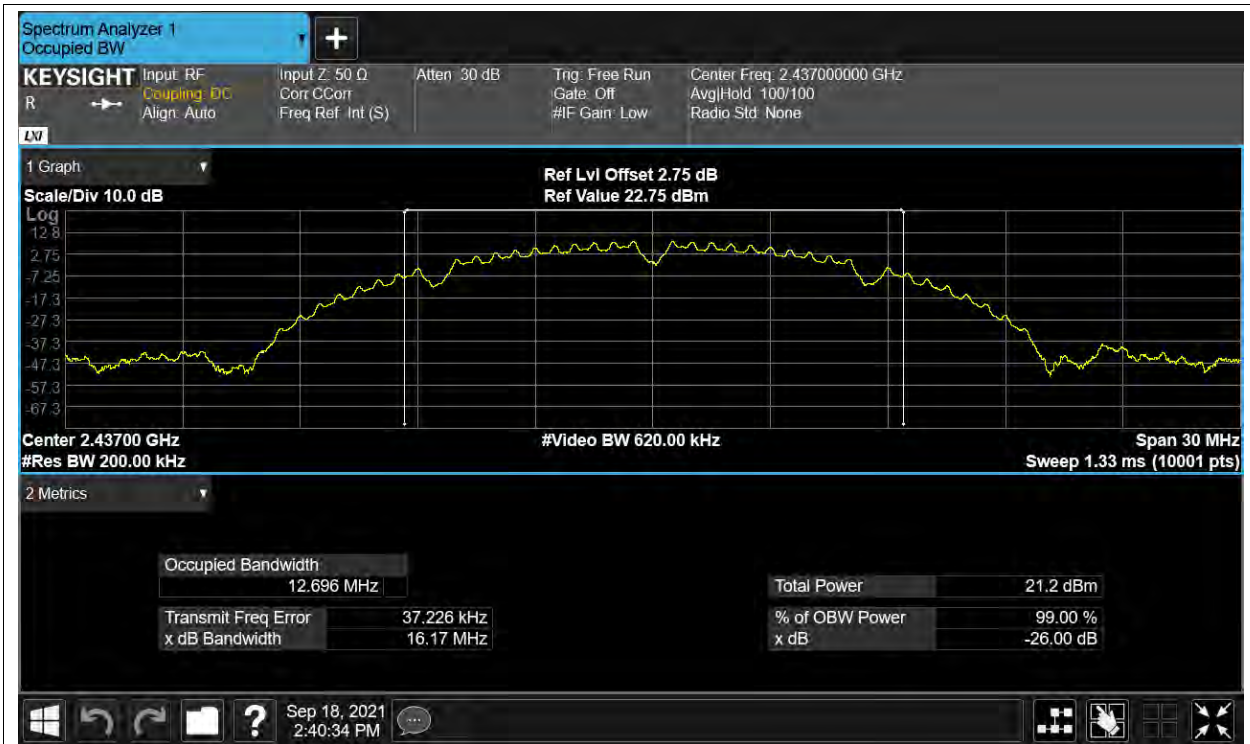 Spectrum Analyzer 1
Occupied BW
+
KEYSIGHT
R
LXI
Input: RF
Coupling: DC
Align: Auto
Input Z: 50 Ω
Corr CCorr
Freq Ref: Int (S)
Atten: 30 dB
Trig: Free Run
Gate: Off
#IF Gain: Low
Center Freq: 2.437000000 GHz
Avg|Hold: 100/100
Radio Std: None
1 Graph
Scale/Div 10.0 dB
Ref Lvl Offset 2.75 dB
Ref Value 22.75 dBm
Log
12.8
2.75
-7.25
-17.3
-27.3
-37.3
-47.3
-57.3
-67.3
Center 2.43700 GHz
#Res BW 200.00 kHz
#Video BW 620.00 kHz
Span 30 MHz
Sweep 1.33 ms (10001 pts)
2 Metrics
Occupied Bandwidth
12.696 MHz
Transmit Freq Error 37.226 kHz
x dB Bandwidth 16.17 MHz
Total Power 21.2 dBm
% of OBW Power 99.00 %
x dB -26.00 dB
?
Sep 18, 2021
2:40:34 PM